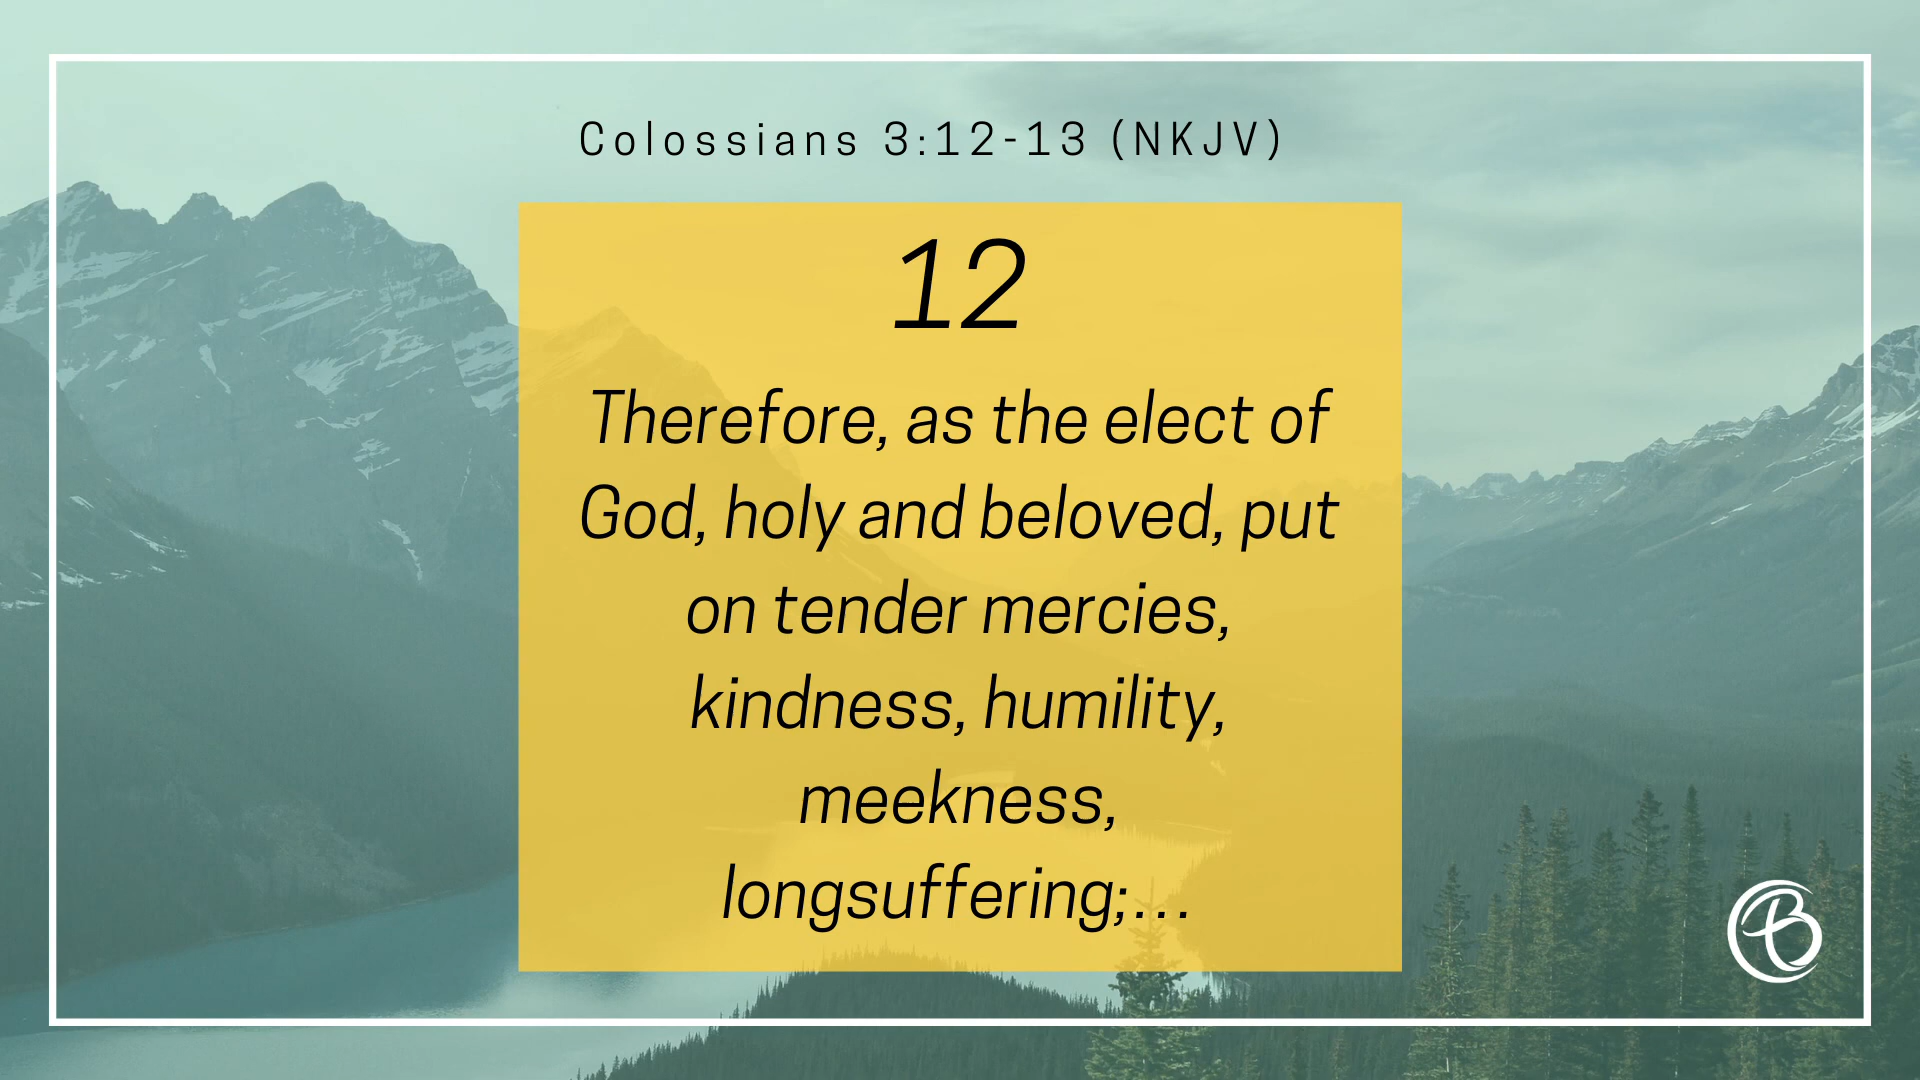 Colossians 3:12-13 (NKJV)
12
Therefore, as the elect of
God, holy and beloved, put
on tender mercies,
kindness, humility,
meekness,
longsuffering;...